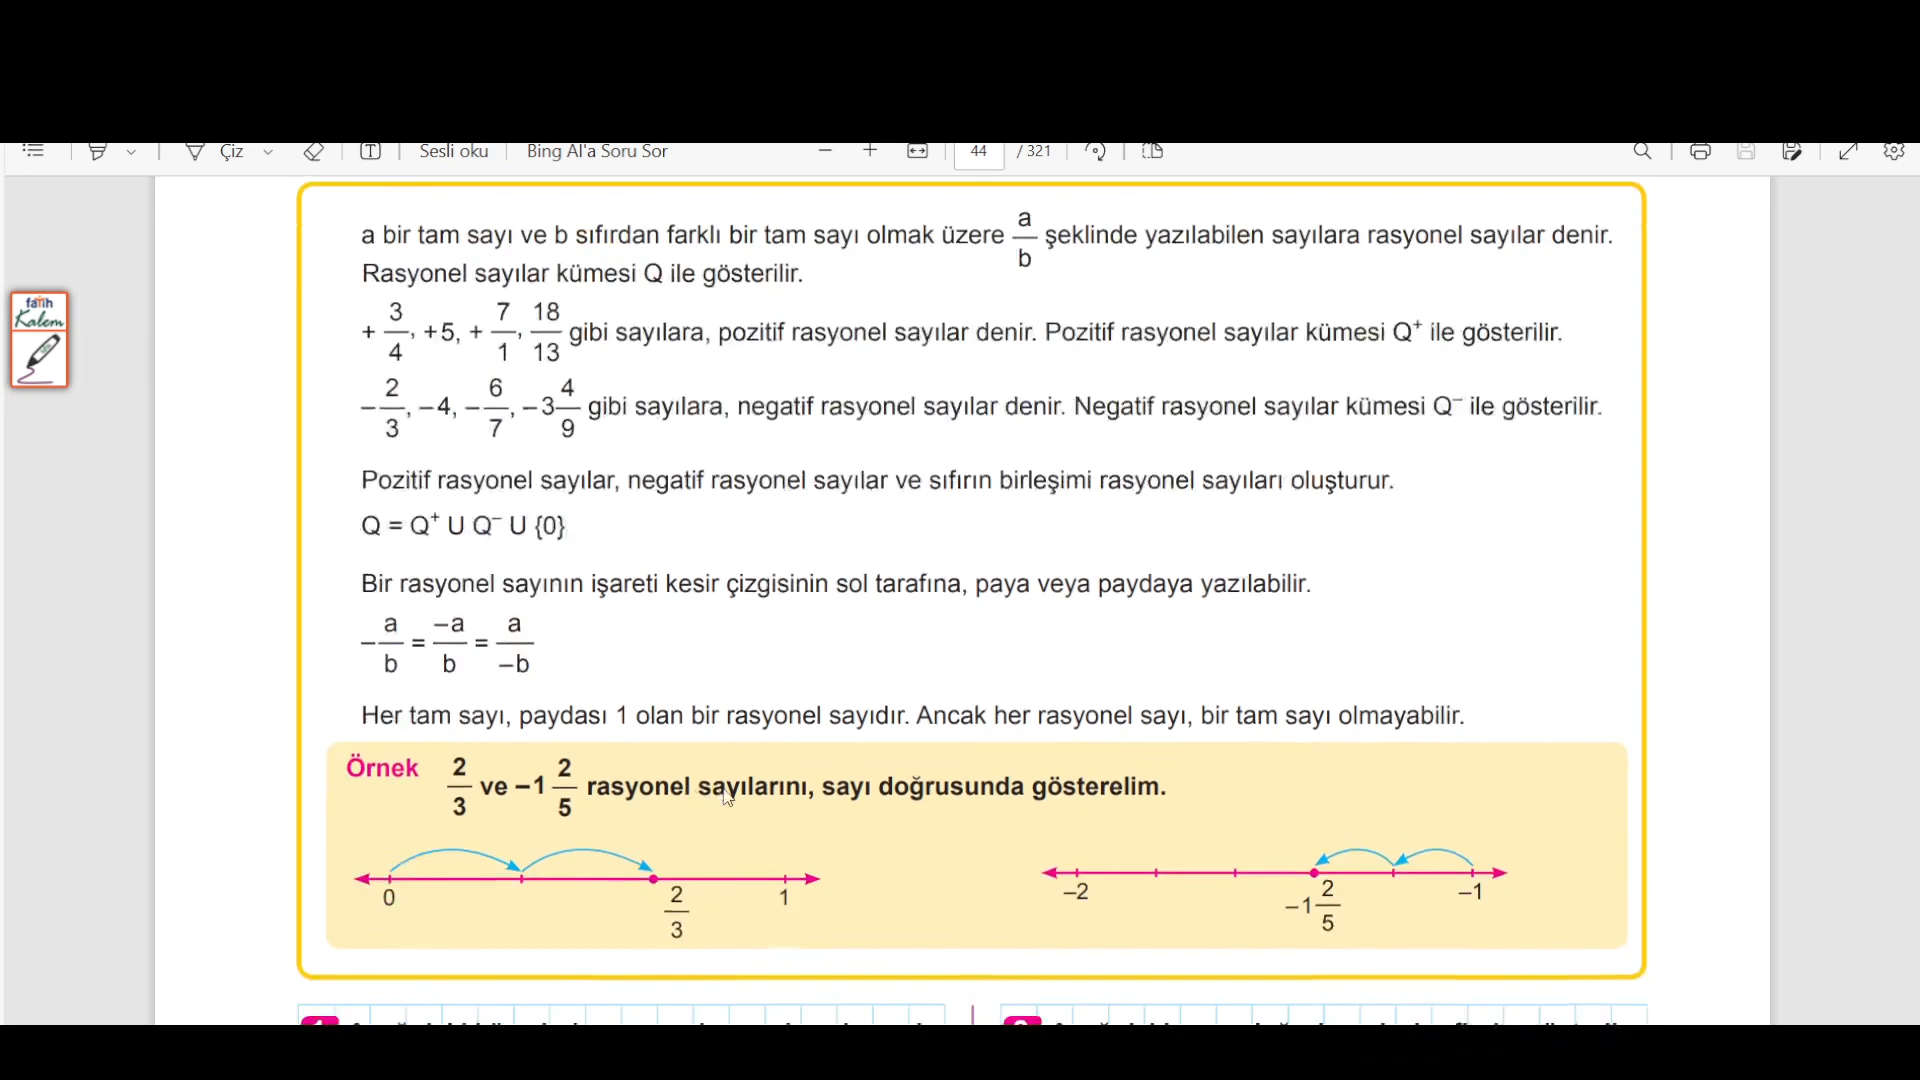 Çiz
Sesli oku
Bing AI'a Soru Sor
44 / 321
fatih
Kalem
a bir tam sayı ve b sıfırdan farklı bir tam sayı olmak üzere a/b şeklinde yazılabilen sayılara rasyonel sayılar denir.
Rasyonel sayılar kümesi Q ile gösterilir.
+ 3/4, +5, + 7/1, 18/13 gibi sayılara, pozitif rasyonel sayılar denir. Pozitif rasyonel sayılar kümesi Q⁺ ile gösterilir.
– 2/3, –4, – 6/7, –3 4/9 gibi sayılara, negatif rasyonel sayılar denir. Negatif rasyonel sayılar kümesi Q⁻ ile gösterilir.
Pozitif rasyonel sayılar, negatif rasyonel sayılar ve sıfırın birleşimi rasyonel sayıları oluşturur.
Q = Q⁺ U Q⁻ U {0}
Bir rasyonel sayının işareti kesir çizgisinin sol tarafına, paya veya paydaya yazılabilir.
– a/b = –a/b = a/–b
Her tam sayı, paydası 1 olan bir rasyonel sayıdır. Ancak her rasyonel sayı, bir tam sayı olmayabilir.
Örnek 2/3 ve –1 2/5 rasyonel sayılarını, sayı doğrusunda gösterelim.
0 2/3 1
–2 –1 2/5 –1